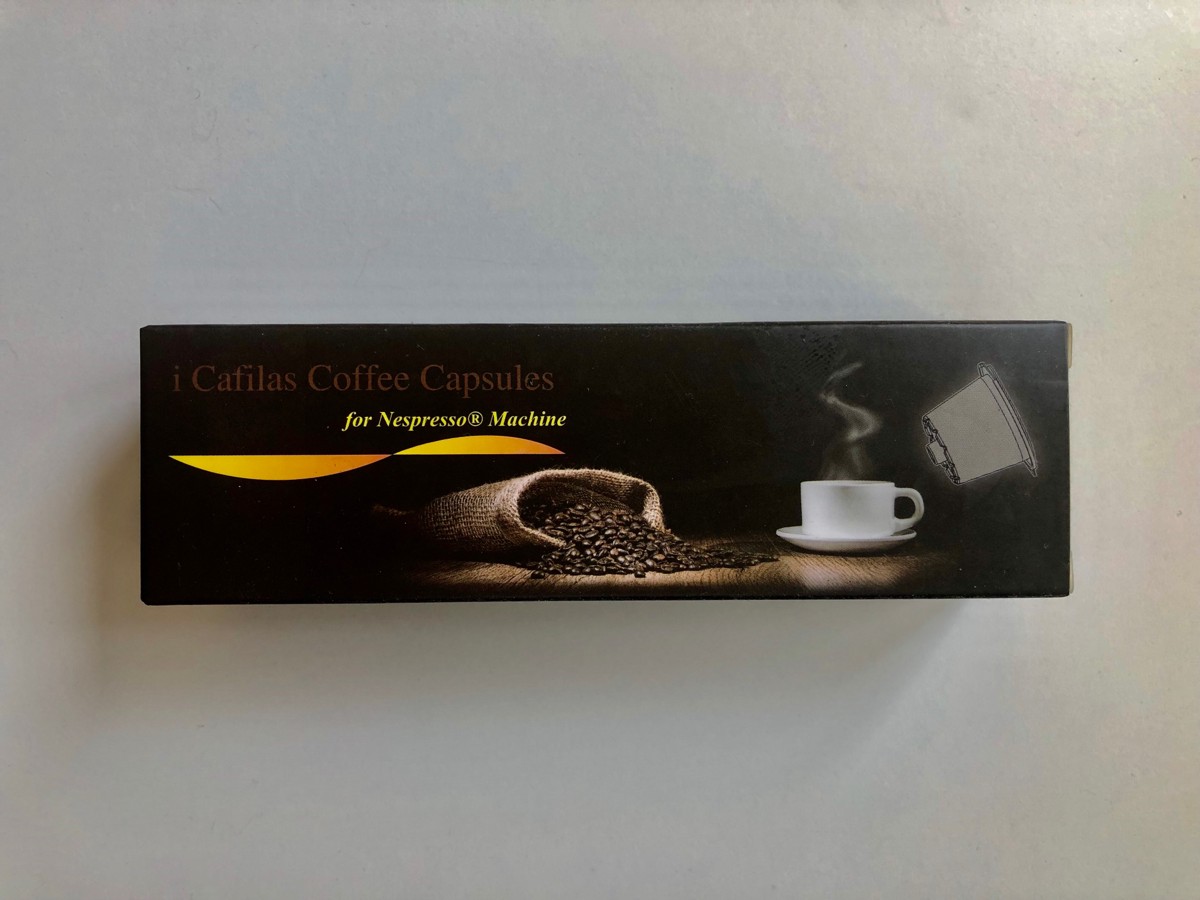 i Cafilas Coffee Capsules
for Nespresso® Machine